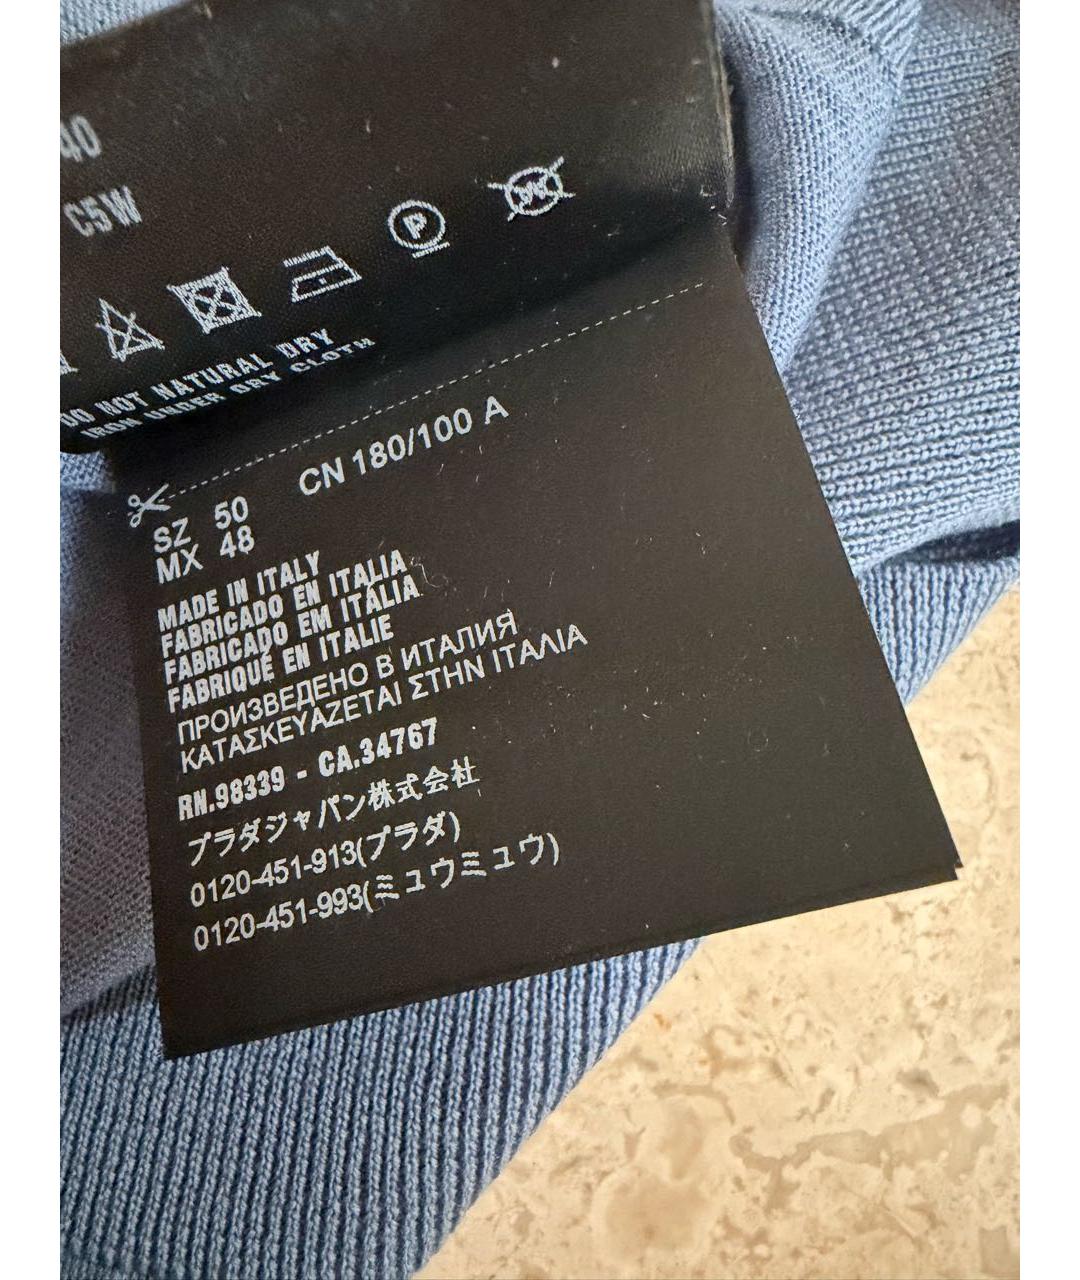 40
C5W
P
DO NOT NATURAL DRY
IRON UNDER DRY CLOTH
CN 180/100 A
SZ 50
MX 48
MADE IN ITALY
FABRICADO EN ITALIA
FABRICADO EM ITÁLIA
FABRIQUÉ EN ITALIE
ПРОИЗВЕДЕНО В ИТАЛИЯ
ΚΑΤΑΣΚΕΥΑΖΕΤΑΙ ΣΤΗΝ ΙΤΑΛΙΑ
RN.98339 - CA.34767
プラダジャパン株式会社
0120-451-913(プラダ)
0120-451-993(ミュウミュウ)